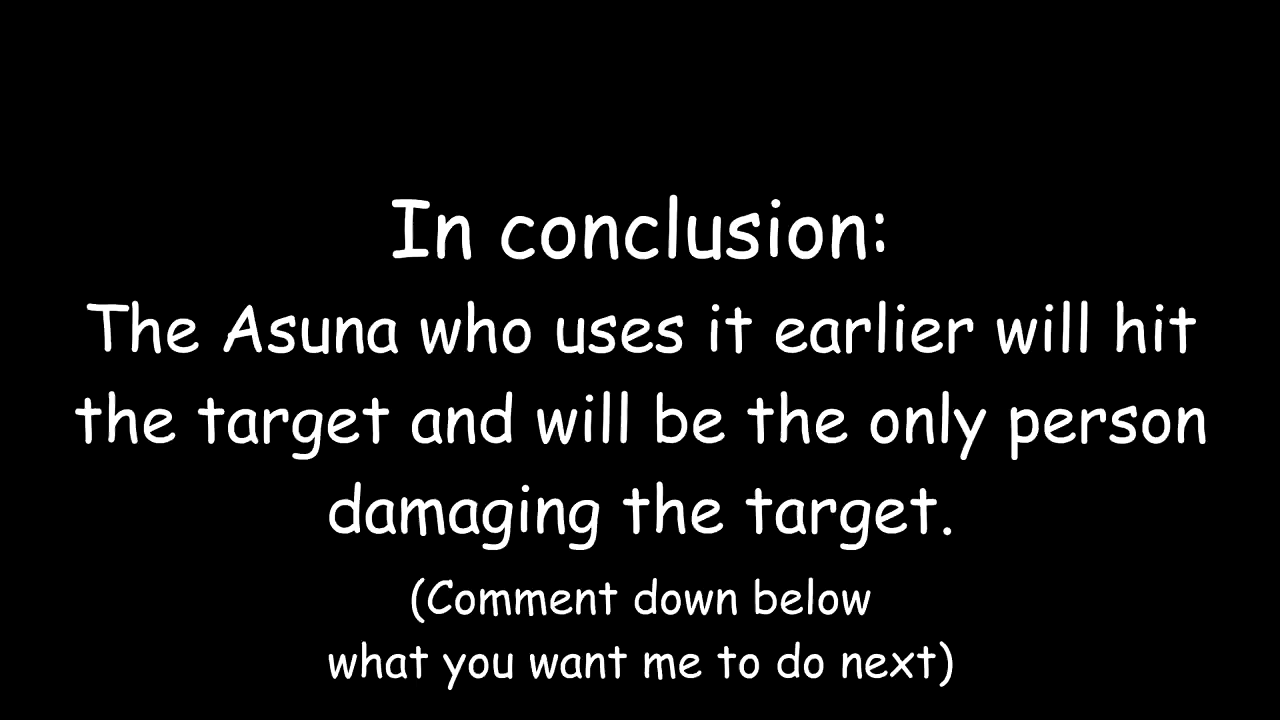 In conclusion:
The Asuna who uses it earlier will hit
the target and will be the only person
damaging the target.
(Comment down below
what you want me to do next)